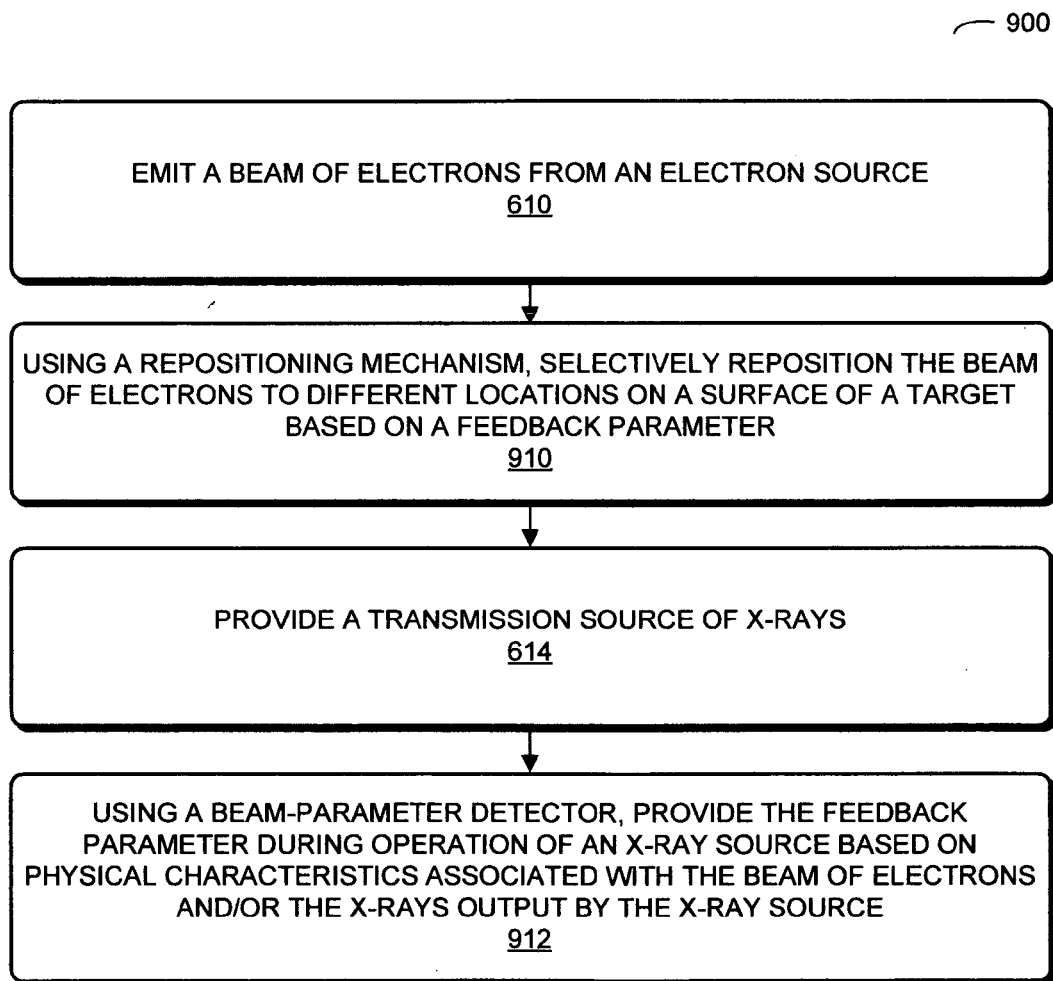 900
EMIT A BEAM OF ELECTRONS FROM AN ELECTRON SOURCE
610
USING A REPOSITIONING MECHANISM, SELECTIVELY REPOSITION THE BEAM
OF ELECTRONS TO DIFFERENT LOCATIONS ON A SURFACE OF A TARGET
BASED ON A FEEDBACK PARAMETER
910
PROVIDE A TRANSMISSION SOURCE OF X-RAYS
614
USING A BEAM-PARAMETER DETECTOR, PROVIDE THE FEEDBACK
PARAMETER DURING OPERATION OF AN X-RAY SOURCE BASED ON
PHYSICAL CHARACTERISTICS ASSOCIATED WITH THE BEAM OF ELECTRONS
AND/OR THE X-RAYS OUTPUT BY THE X-RAY SOURCE
912